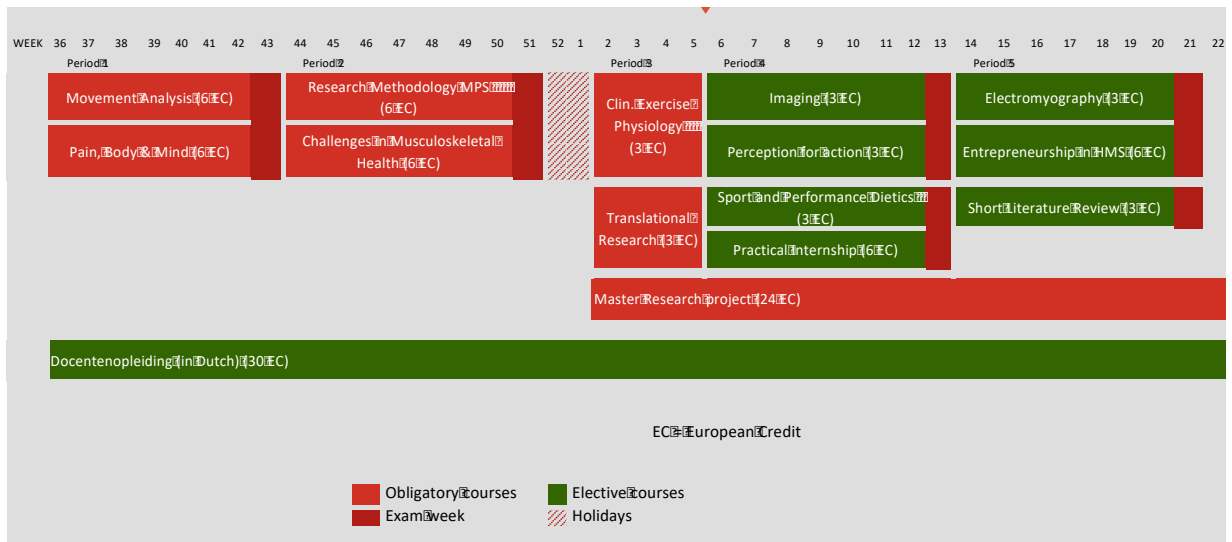 WEEK 36 37 38 39 40 41 42 43 44 45 46 47 48 49 50 51 52 1 2 3 4 5 6 7 8 9 10 11 12 13 14 15 16 17 18 19 20 21 22
Period 1 Period 2 Period 3 Period 4 Period 5
Movement Analysis (6 EC)
Pain, Body & Mind (6 EC)
Research Methodology MPS
(6 EC)
Challenges in Musculoskeletal
Health (6 EC)
Clin. Exercise
Physiology
(3 EC)
Translational
Research (3 EC)
Imaging (3 EC)
Perception for action (3 EC)
Sport and Performance Dietics
(3 EC)
Practical Internship (6 EC)
Electromyography (3 EC)
Entrepreneurship in HMS (6 EC)
Short Literature Review (3 EC)
Master Research project (24 EC)
Docentenopleiding (in Dutch) (30 EC)
EC = European Credit
Obligatory courses
Elective courses
Exam week
Holidays